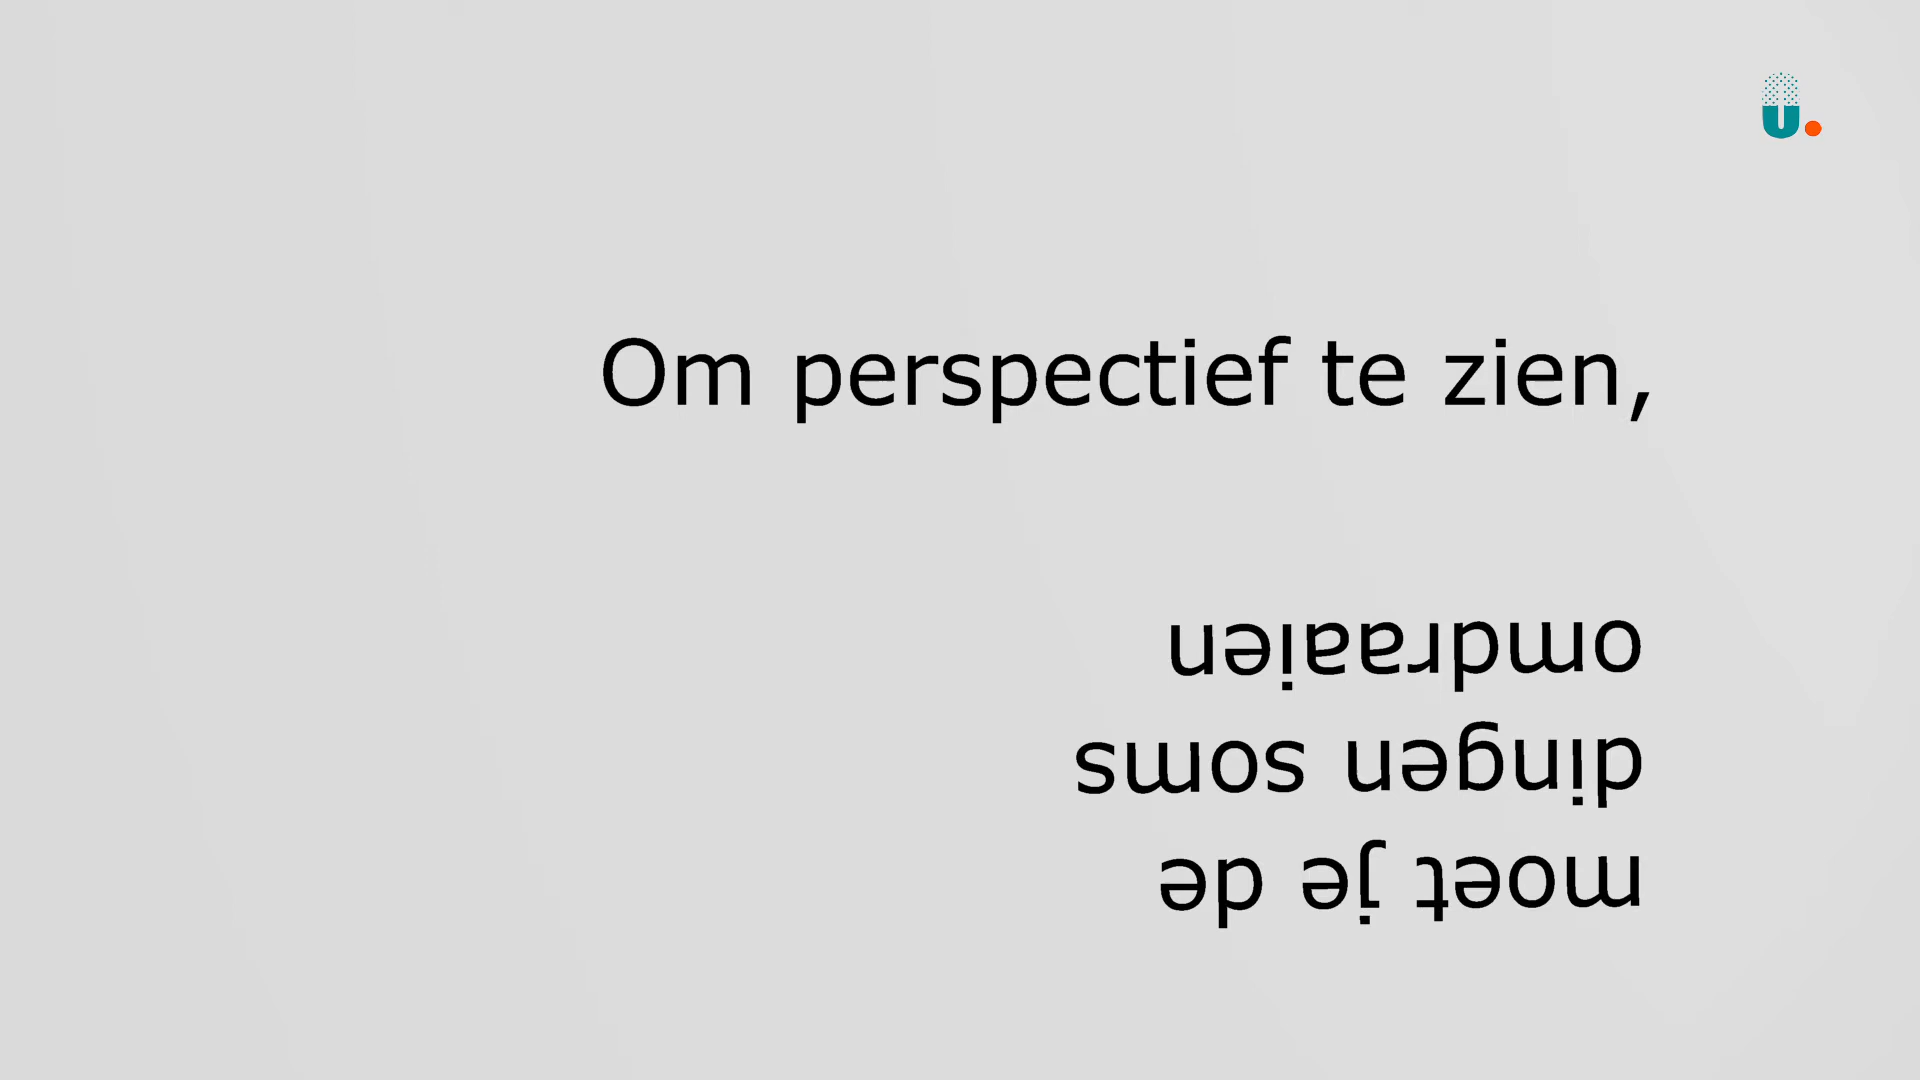 Om perspectief te zien,
moet je de
dingen soms
omdraaien
U.